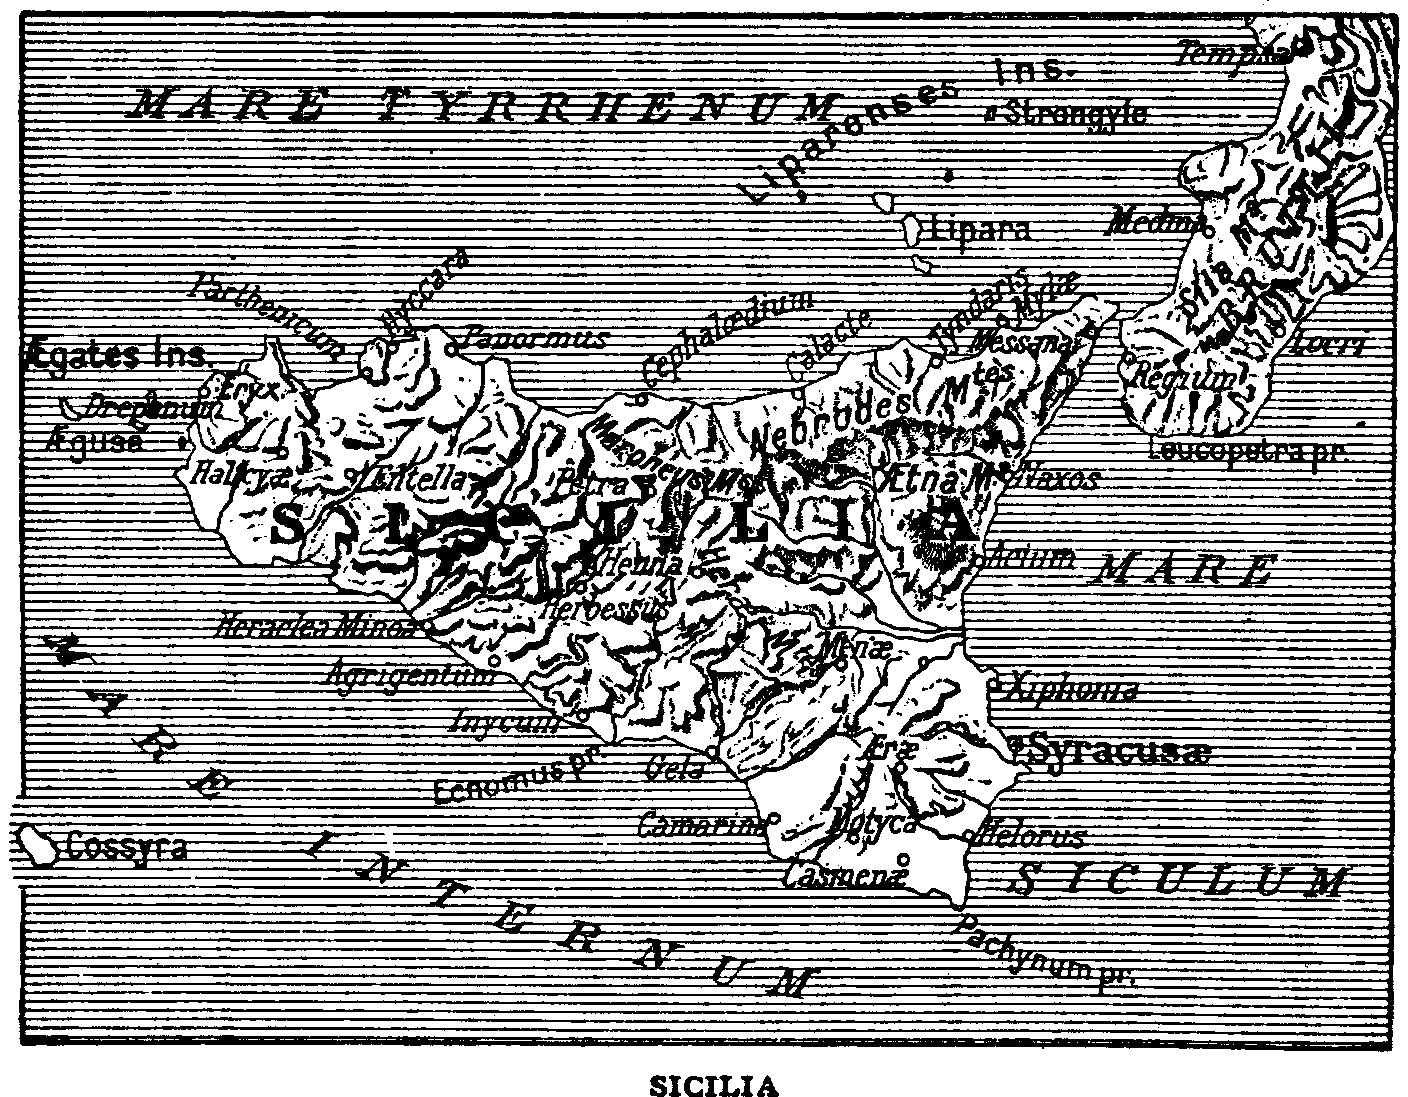 Tempsa
Liparenses Ins.
Strongyle
MARE TYRRHENUM
Medma
Lipara
Sila
BRUTTII
Parthenicum
Hyccara
Panormus
Cephalœdium
Calacte
Tyndaris
Mylæ
Messana
Locri
Regium
Leucopetra pr.
Ægates Ins.
Eryx
Drepanum
Ægusa
Halicyæ
Entella
Petra
Maroneus Ms.
Nebrodes Mtes
Ætna M.
Naxos
SICILIA
Acium
MARE
Henna
Herbessus
Heraclea Minoa
Agrigentum
Menæ
Xiphonia
Inycum
Ecnomus pr.
Gela
Eræ
Syracusæ
Camarina
Motyca
Helorus
Cossyra
Casmenæ
SICULUM
MARE INTERNUM
Pachynum pr.
SICILIA